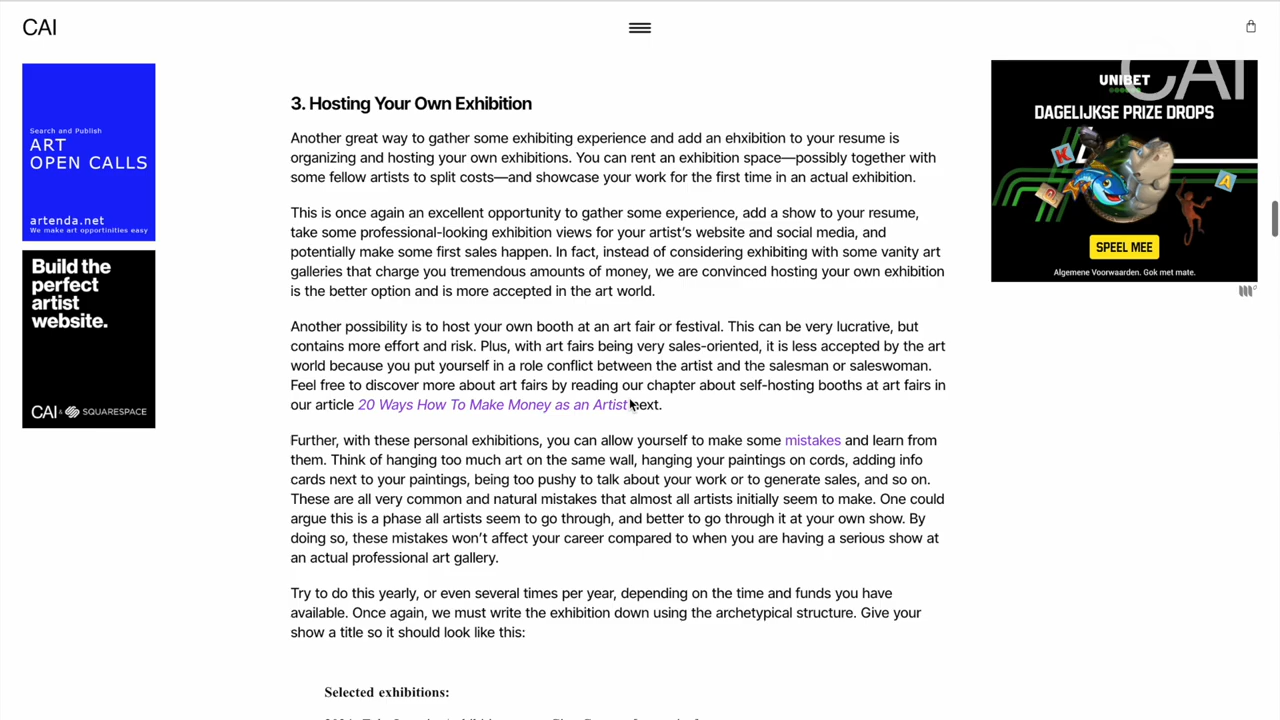 CAI
CAI
Search and Publish
ART
OPEN CALLS
artenda.net
We make art opportinities easy
Build the
perfect
artist
website.
CAI & SQUARESPACE
UNIBET
DAGELIJKSE PRIZE DROPS
K
A
SPEEL MEE
Algemene Voorwaarden. Gok met mate.
3. Hosting Your Own Exhibition
Another great way to gather some exhibiting experience and add an ehxibition to your resume is
organizing and hosting your own exhibitions. You can rent an exhibition space—possibly together with
some fellow artists to split costs—and showcase your work for the first time in an actual exhibition.
This is once again an excellent opportunity to gather some experience, add a show to your resume,
take some professional-looking exhibition views for your artist's website and social media, and
potentially make some first sales happen. In fact, instead of considering exhibiting with some vanity art
galleries that charge you tremendous amounts of money, we are convinced hosting your own exhibition
is the better option and is more accepted in the art world.
Another possibility is to host your own booth at an art fair or festival. This can be very lucrative, but
contains more effort and risk. Plus, with art fairs being very sales-oriented, it is less accepted by the art
world because you put yourself in a role conflict between the artist and the salesman or saleswoman.
Feel free to discover more about art fairs by reading our chapter about self-hosting booths at art fairs in
our article 20 Ways How To Make Money as an Artist next.
Further, with these personal exhibitions, you can allow yourself to make some mistakes and learn from
them. Think of hanging too much art on the same wall, hanging your paintings on cords, adding info
cards next to your paintings, being too pushy to talk about your work or to generate sales, and so on.
These are all very common and natural mistakes that almost all artists initially seem to make. One could
argue this is a phase all artists seem to go through, and better to go through it at your own show. By
doing so, these mistakes won't affect your career compared to when you are having a serious show at
an actual professional art gallery.
Try to do this yearly, or even several times per year, depending on the time and funds you have
available. Once again, we must write the exhibition down using the archetypical structure. Give your
show a title so it should look like this:
Selected exhibitions: